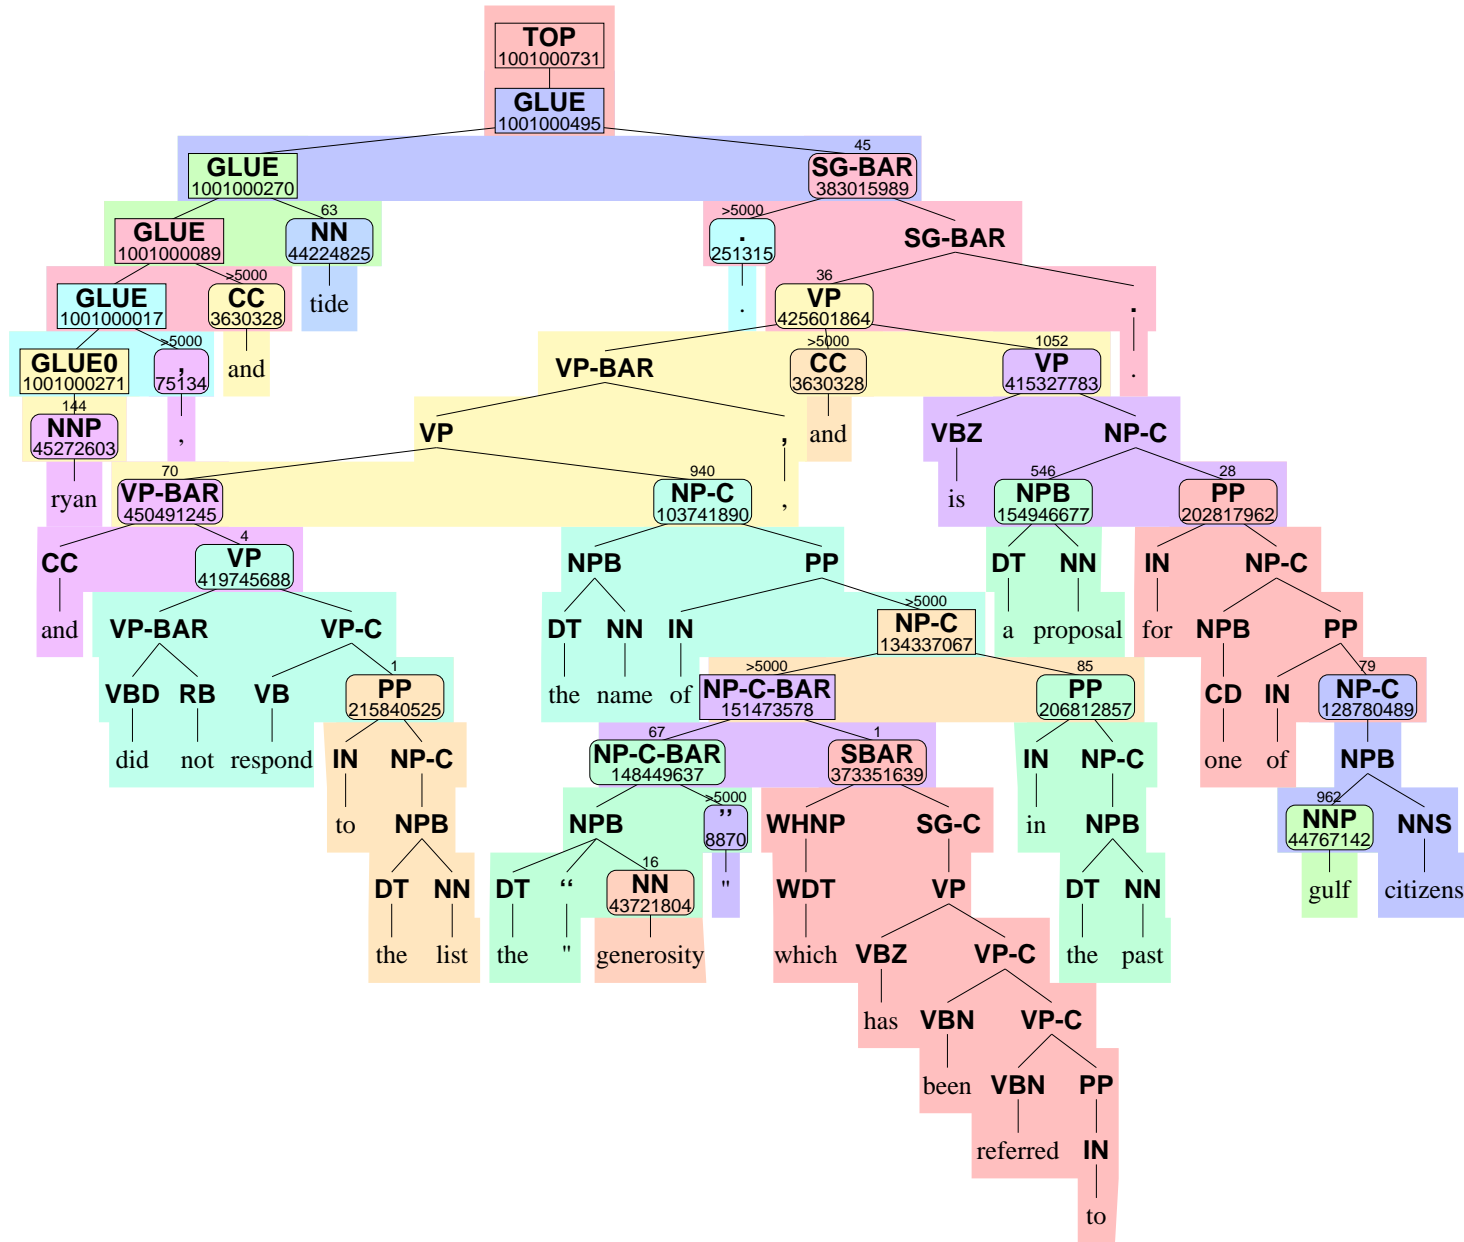 TOP
1001000731
GLUE
1001000495
45
GLUE SG-BAR
1001000270 383015989
63 >5000
GLUE NN . SG-BAR
1001000089 44224825 251315
>5000 36
GLUE CC tide . VP .
1001000017 3630328 425601864
>5000 >5000 1052
GLUE0 , and VP-BAR CC VP .
1001000271 75134 3630328 415327783
144
NNP , VP , and VBZ NP-C
45272603
70 940 546 28
ryan VP-BAR NP-C , is NPB PP
450491245 103741890 154946677 202817962
4
CC VP NPB PP DT NN IN NP-C
419745688
>5000
and VP-BAR VP-C DT NN IN NP-C a proposal for NPB PP
134337067
1 >5000 85 79
VBD RB VB PP the name of NP-C-BAR PP CD IN NP-C
215840525 151473578 206812857 128780489
67 1
did not respond IN NP-C NP-C-BAR SBAR IN NP-C one of NPB
148449637 373351639
>5000 962
to NPB NPB '' WHNP SG-C in NPB NNP NNS
8870 44767142
16
DT NN DT “ NN " WDT VP DT NN gulf citizens
43721804
the list the " generosity which VBZ VP-C the past
has VBN VP-C
been VBN PP
referred IN
to